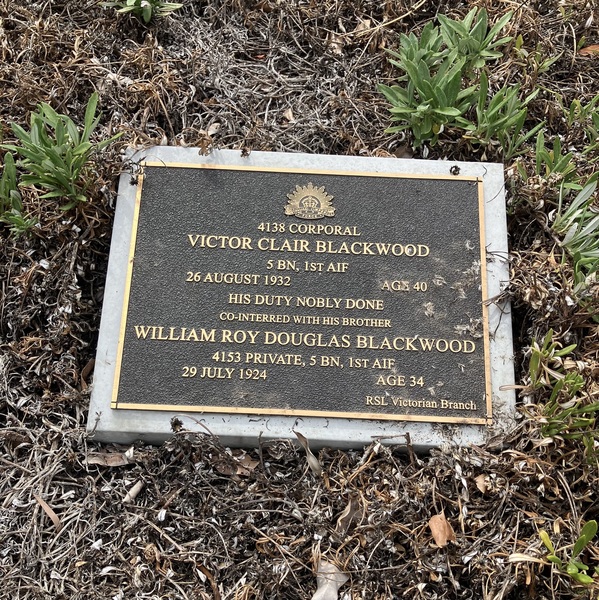 4138 CORPORAL
VICTOR CLAIR BLACKWOOD
5 BN, 1ST AIF
26 AUGUST 1932 AGE 40
HIS DUTY NOBLY DONE
CO-INTERRED WITH HIS BROTHER
WILLIAM ROY DOUGLAS BLACKWOOD
4153 PRIVATE, 5 BN, 1ST AIF
29 JULY 1924 AGE 34
RSL Victorian Branch